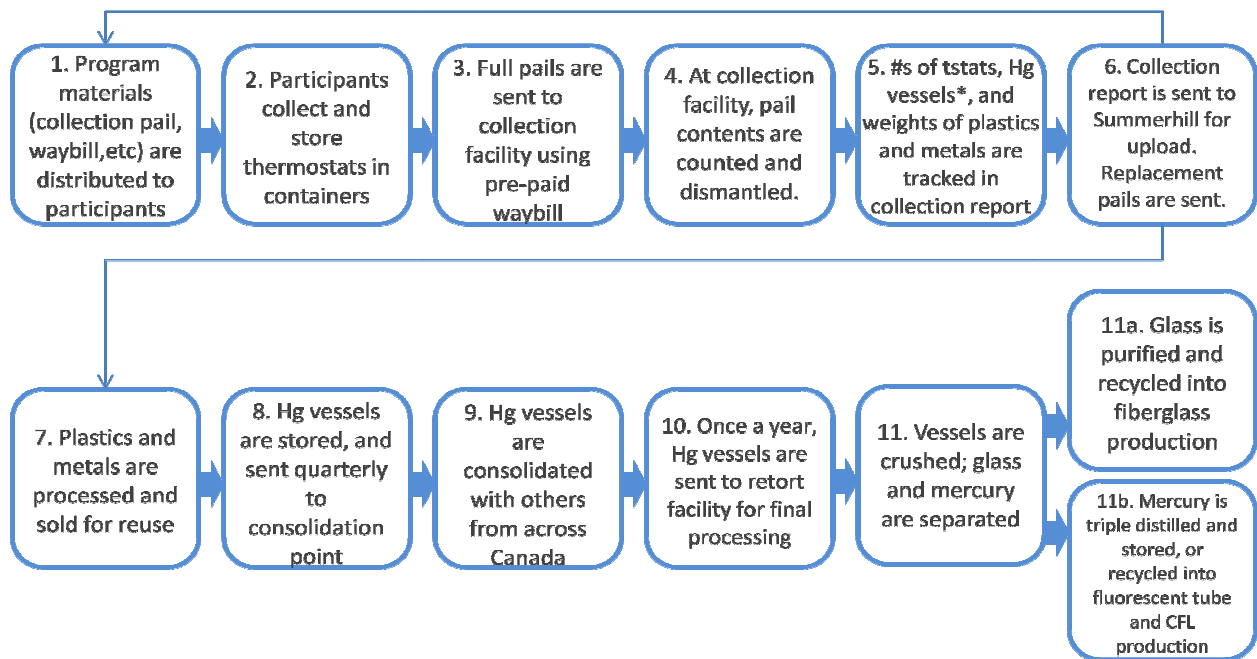 1. Program
materials
(collection pail,
waybill,etc) are
distributed to
participants
2. Participants
collect and
store
thermostats in
containers
3. Full pails are
sent to
collection
facility using
pre-paid
waybill
4. At collection
facility, pail
contents are
counted and
dismantled.
5. #s of tstats, Hg
vessels*, and
weights of plastics
and metals are
tracked in
collection report
6. Collection
report is sent to
Summerhill for
upload.
Replacement
pails are sent.
7. Plastics and
metals are
processed and
sold for reuse
8. Hg vessels
are stored, and
sent quarterly
to
consolidation
point
9. Hg vessels
are
consolidated
with others
from across
Canada
10. Once a year,
Hg vessels are
sent to retort
facility for final
processing
11. Vessels are
crushed; glass
and mercury
are separated
11a. Glass is
purified and
recycled into
fiberglass
production
11b. Mercury is
triple distilled and
stored, or
recycled into
fluorescent tube
and CFL
production